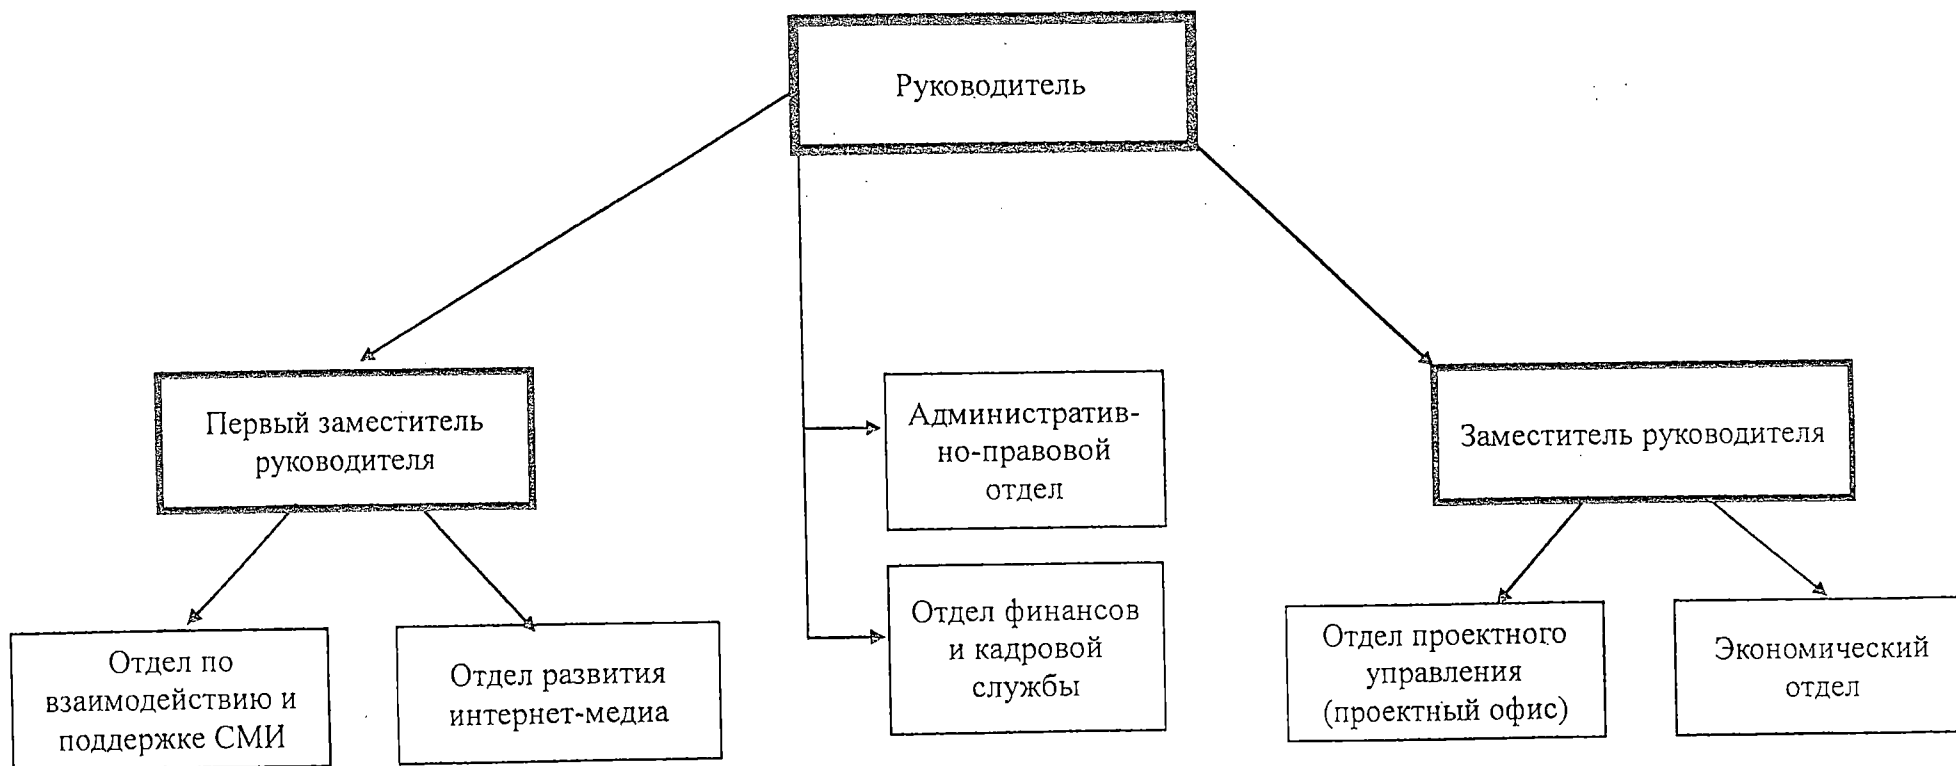 Руководитель
Первый заместитель
руководителя
Административ-
но-правовой
отдел
Заместитель руководителя
Отдел по
взаимодействию и
поддержке СМИ
Отдел развития
интернет-медиа
Отдел финансов
и кадровой
службы
Отдел проектного
управления
(проектный офис)
Экономический
отдел